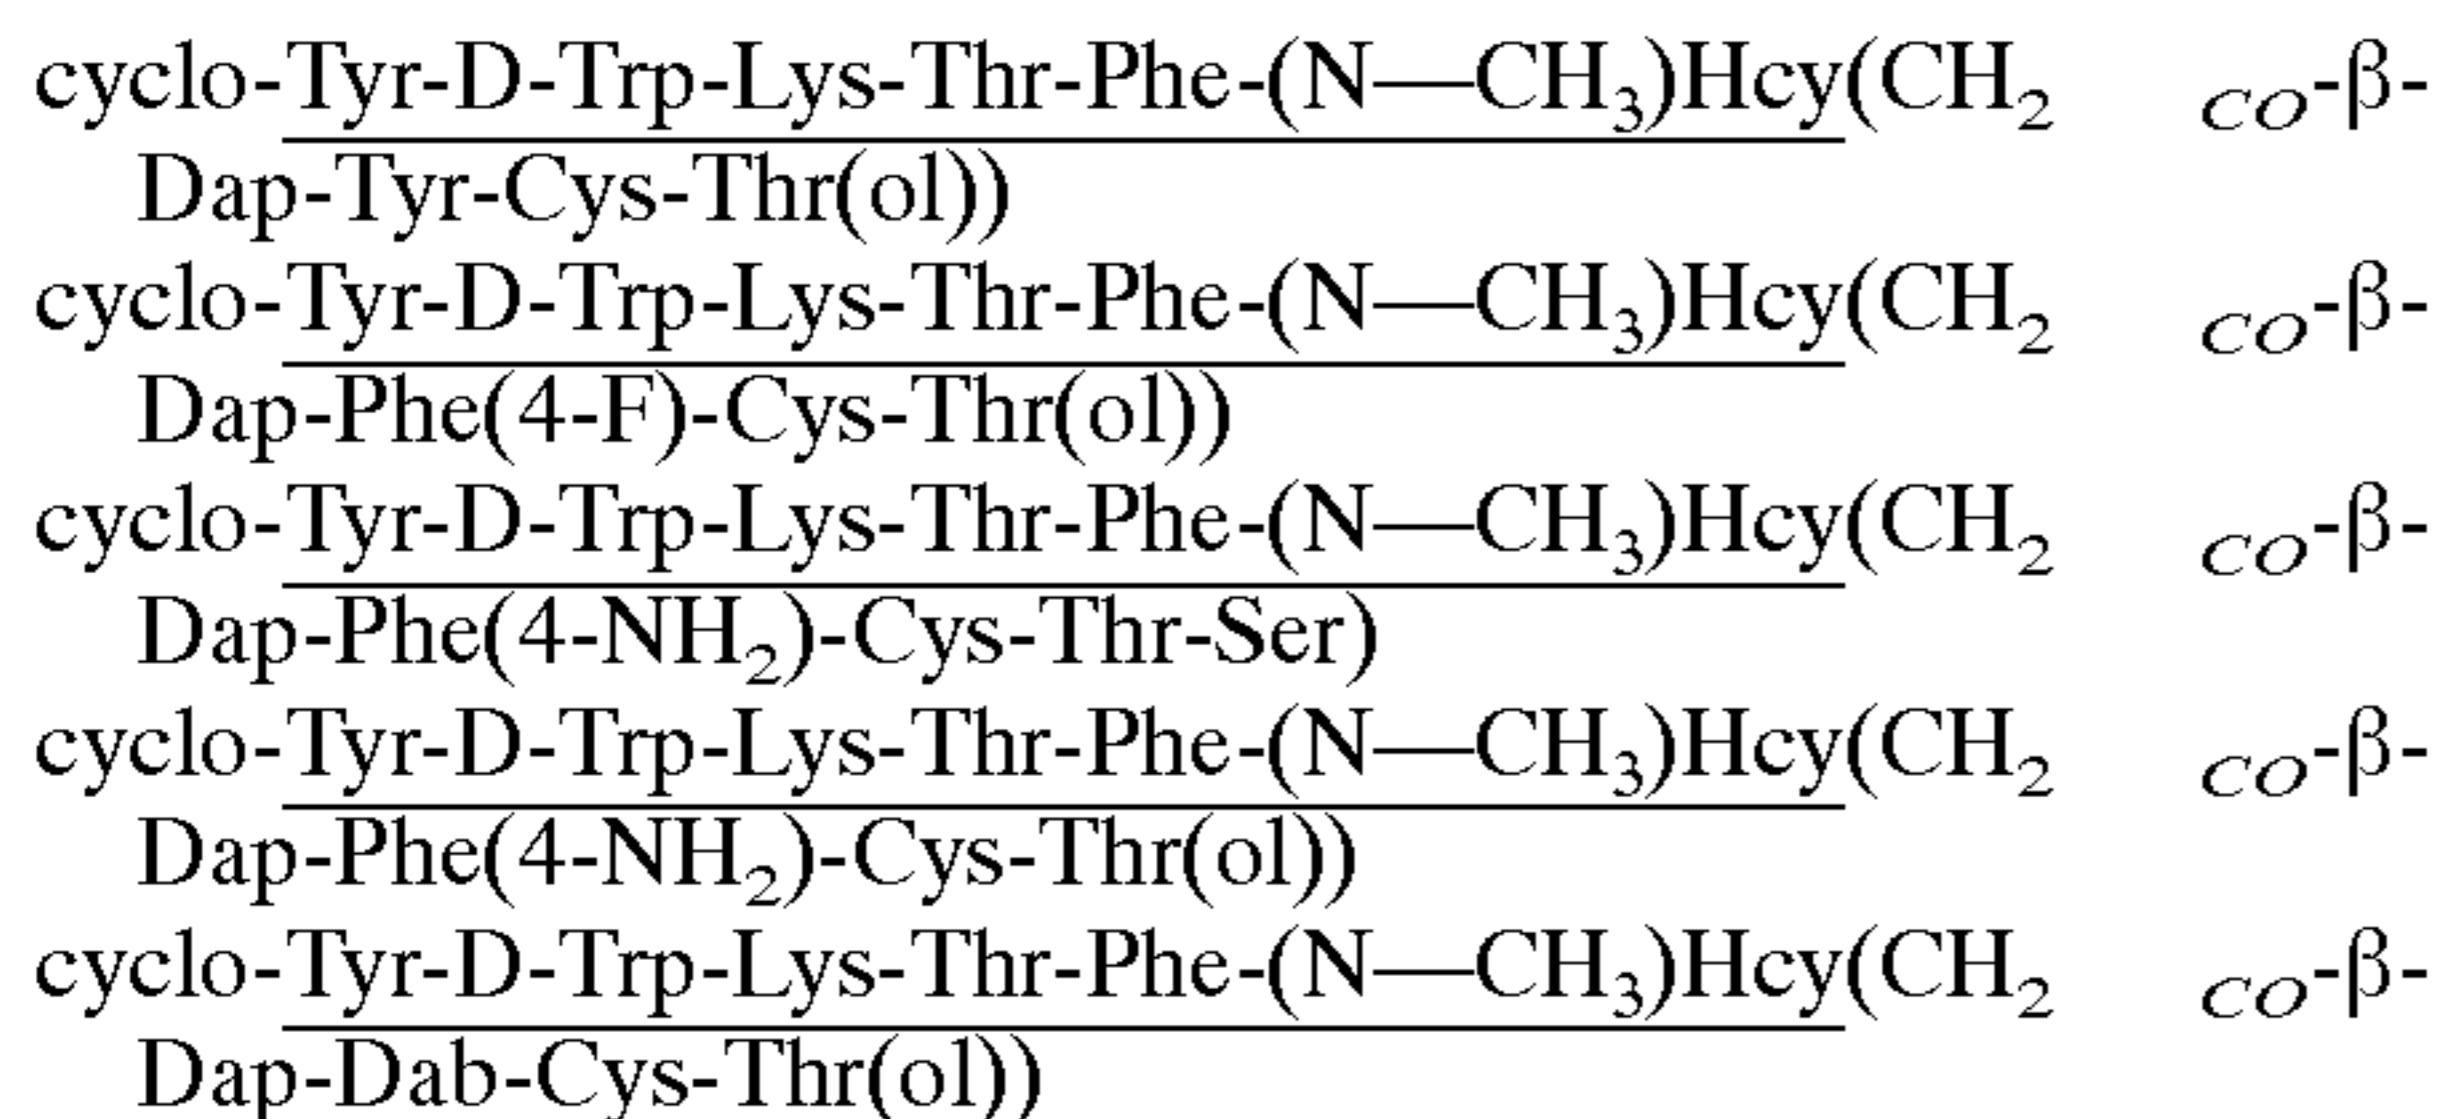 cyclo-Tyr-D-Trp-Lys-Thr-Phe-(N—CH₃)Hcy(CH₂ co-β-
Dap-Tyr-Cys-Thr(ol))
cyclo-Tyr-D-Trp-Lys-Thr-Phe-(N—CH₃)Hcy(CH₂ co-β-
Dap-Phe(4-F)-Cys-Thr(ol))
cyclo-Tyr-D-Trp-Lys-Thr-Phe-(N—CH₃)Hcy(CH₂ co-β-
Dap-Phe(4-NH₂)-Cys-Thr-Ser)
cyclo-Tyr-D-Trp-Lys-Thr-Phe-(N—CH₃)Hcy(CH₂ co-β-
Dap-Phe(4-NH₂)-Cys-Thr(ol))
cyclo-Tyr-D-Trp-Lys-Thr-Phe-(N—CH₃)Hcy(CH₂ co-β-
Dap-Dab-Cys-Thr(ol))